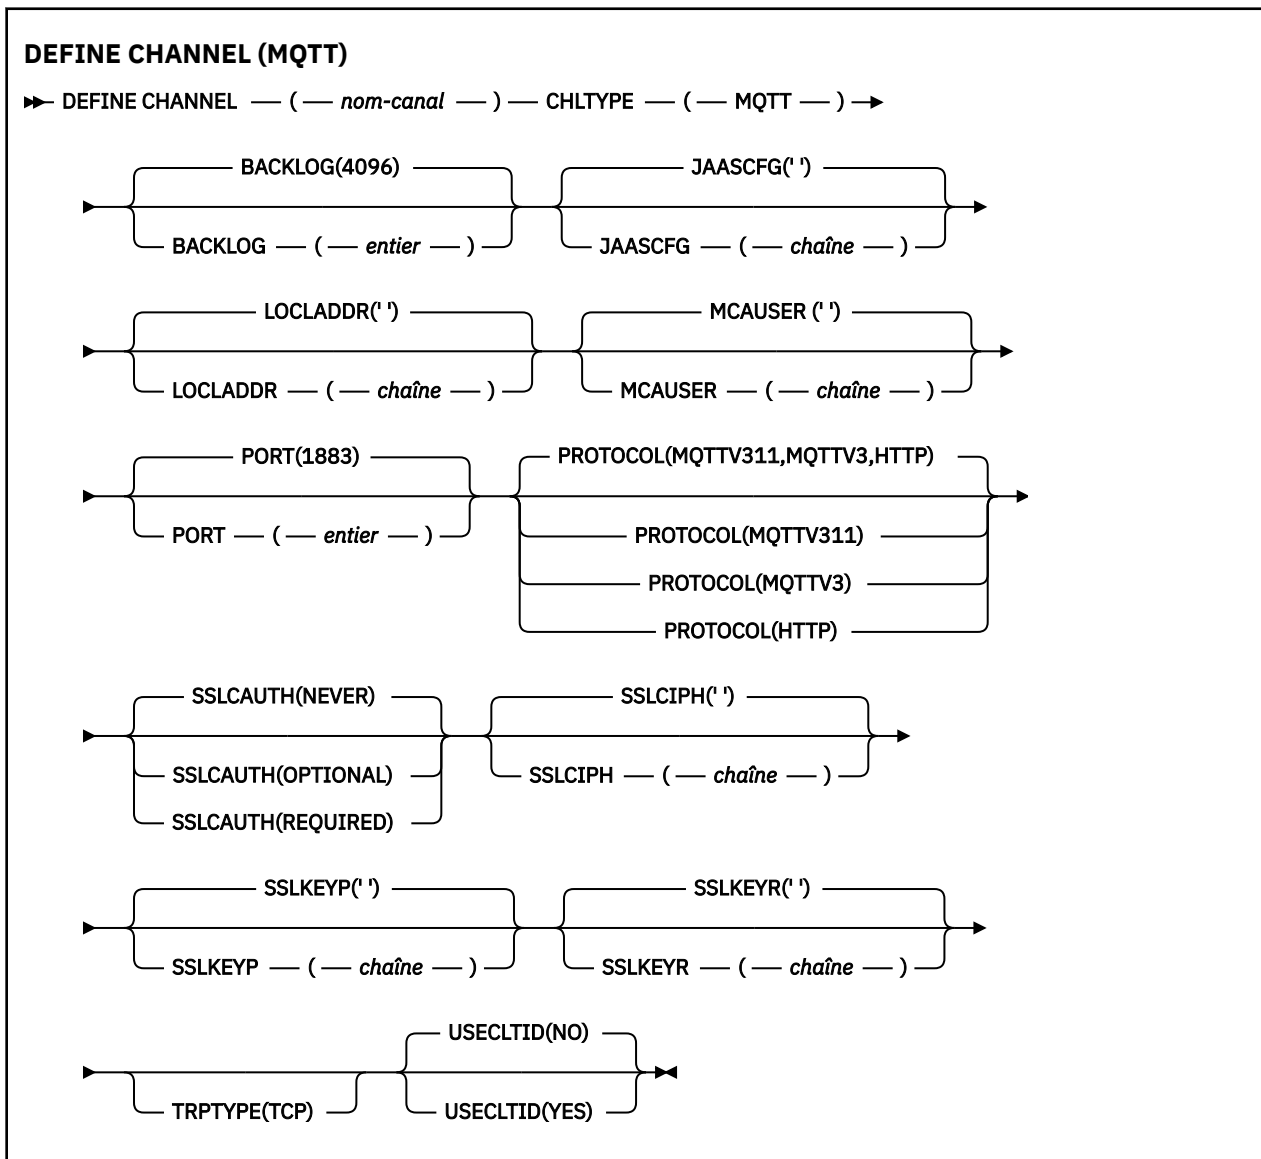 DEFINE CHANNEL (MQTT)
DEFINE CHANNEL ( nom-canal ) CHLTYPE ( MQTT )
BACKLOG(4096) JAASCFG(' ')
BACKLOG ( entier ) JAASCFG ( chaîne )
LOCLADDR(' ') MCAUSER (' ')
LOCLADDR ( chaîne ) MCAUSER ( chaîne )
PORT(1883) PROTOCOL(MQTTV311,MQTTV3,HTTP)
PORT ( entier ) PROTOCOL(MQTTV311)
PROTOCOL(MQTTV3)
PROTOCOL(HTTP)
SSLCAUTH(NEVER) SSLCIPH(' ')
SSLCAUTH(OPTIONAL) SSLCIPH ( chaîne )
SSLCAUTH(REQUIRED)
SSLKEYP(' ') SSLKEYR(' ')
SSLKEYP ( chaîne ) SSLKEYR ( chaîne )
USECLTID(NO)
TRPTYPE(TCP) USECLTID(YES)